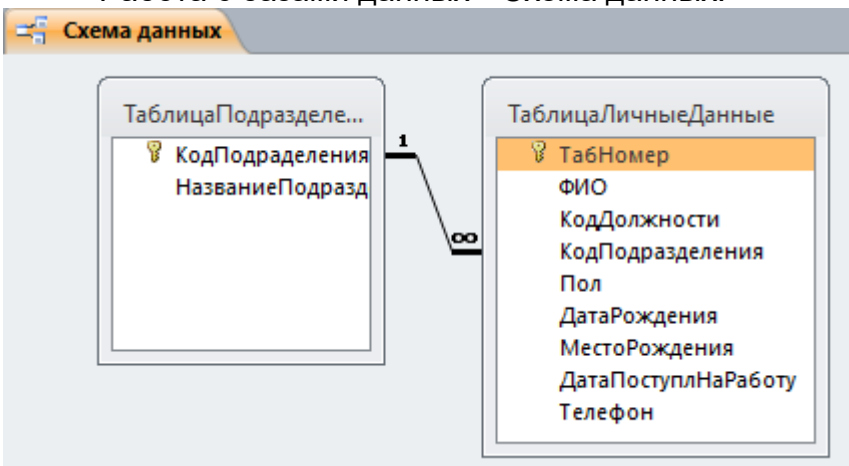 Схема данных
ТаблицаПодразделе...
КодПодраделения
НазваниеПодразд
1
∞
ТаблицаЛичныеДанные
ТабНомер
ФИО
КодДолжности
КодПодразделения
Пол
ДатаРождения
МестоРождения
ДатаПоступлНаРаботу
Телефон